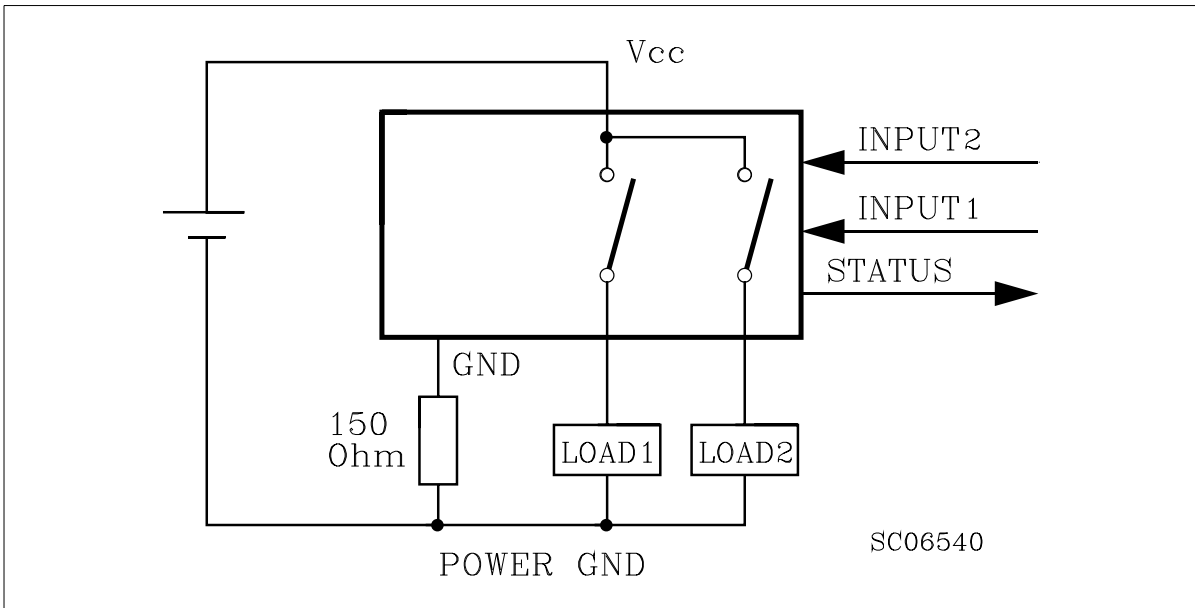 Vcc
INPUT2
INPUT1
STATUS
GND
150
Ohm
LOAD1
LOAD2
POWER GND
SC06540